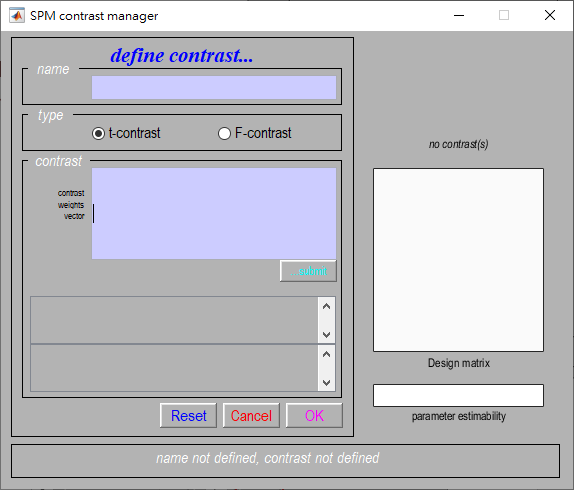 SPM contrast manager
define contrast...
name
type
t-contrast
F-contrast
contrast
contrast
weights
vector
...submit
Reset
Cancel
OK
no contrast(s)
Design matrix
parameter estimability
name not defined, contrast not defined